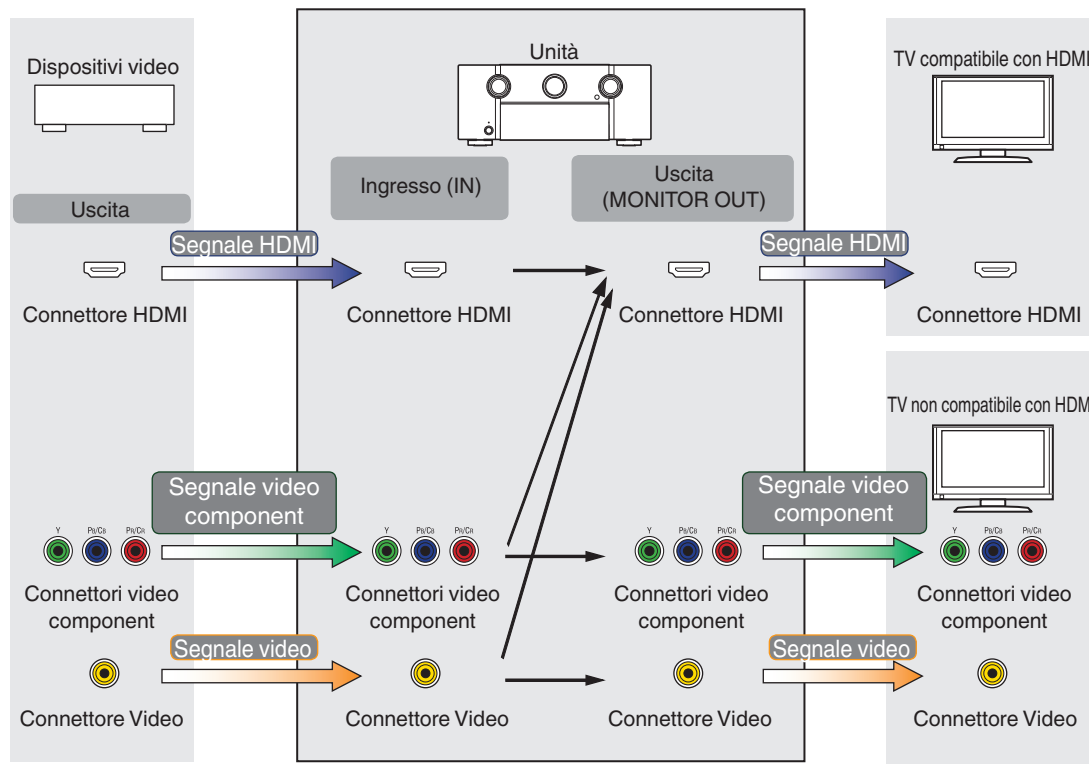 Unità
Dispositivi video
TV compatibile con HDMI
Ingresso (IN)
Uscita
(MONITOR OUT)
Uscita
Segnale HDMI
Segnale HDMI
Connettore HDMI
Connettore HDMI
Connettore HDMI
Connettore HDMI
TV non compatibile con HDM
Segnale video
component
Segnale video
component
Y PB/CB PR/CR
Y PB/CB PR/CR
Y PB/CB PR/CR
Y PB/CB PR/CR
Connettori video
component
Connettori video
component
Connettori video
component
Connettori video
component
Segnale video
Segnale video
Connettore Video
Connettore Video
Connettore Video
Connettore Video